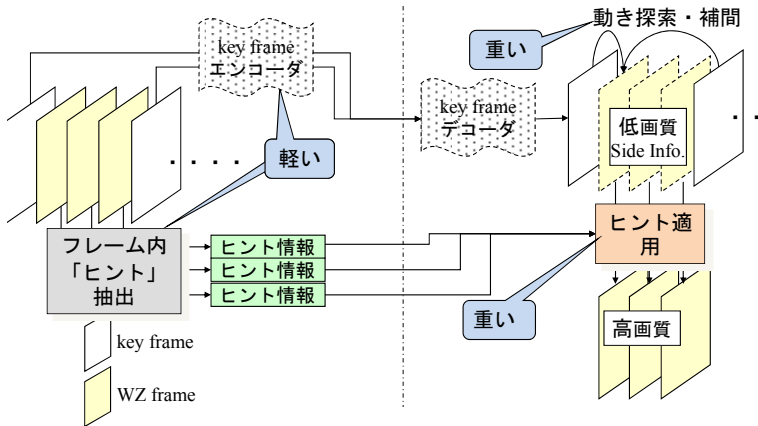 動き探索・補間
重い
key frame
エンコーダ
key frame
デコーダ
低画質
Side Info.
・・・・
・・
軽い
フレーム内
「ヒント」
抽出
ヒント情報
ヒント情報
ヒント情報
ヒント適
用
重い
高画質
key frame
WZ frame